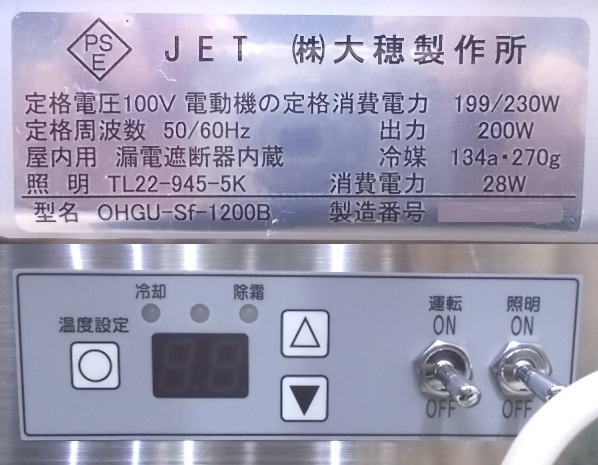 PSE JET ㈱大穂製作所
定格電圧100V 電動機の定格消費電力 199/230W
定格周波数 50/60Hz 出力 200W
屋内用 漏電遮断器内蔵 冷媒 134a・270g
照明 TL22-945-5K 消費電力 28W
型名 OHGU-Sf-1200B 製造番号
冷却 除霜 運転 照明
温度設定 ON ON
OFF OFF